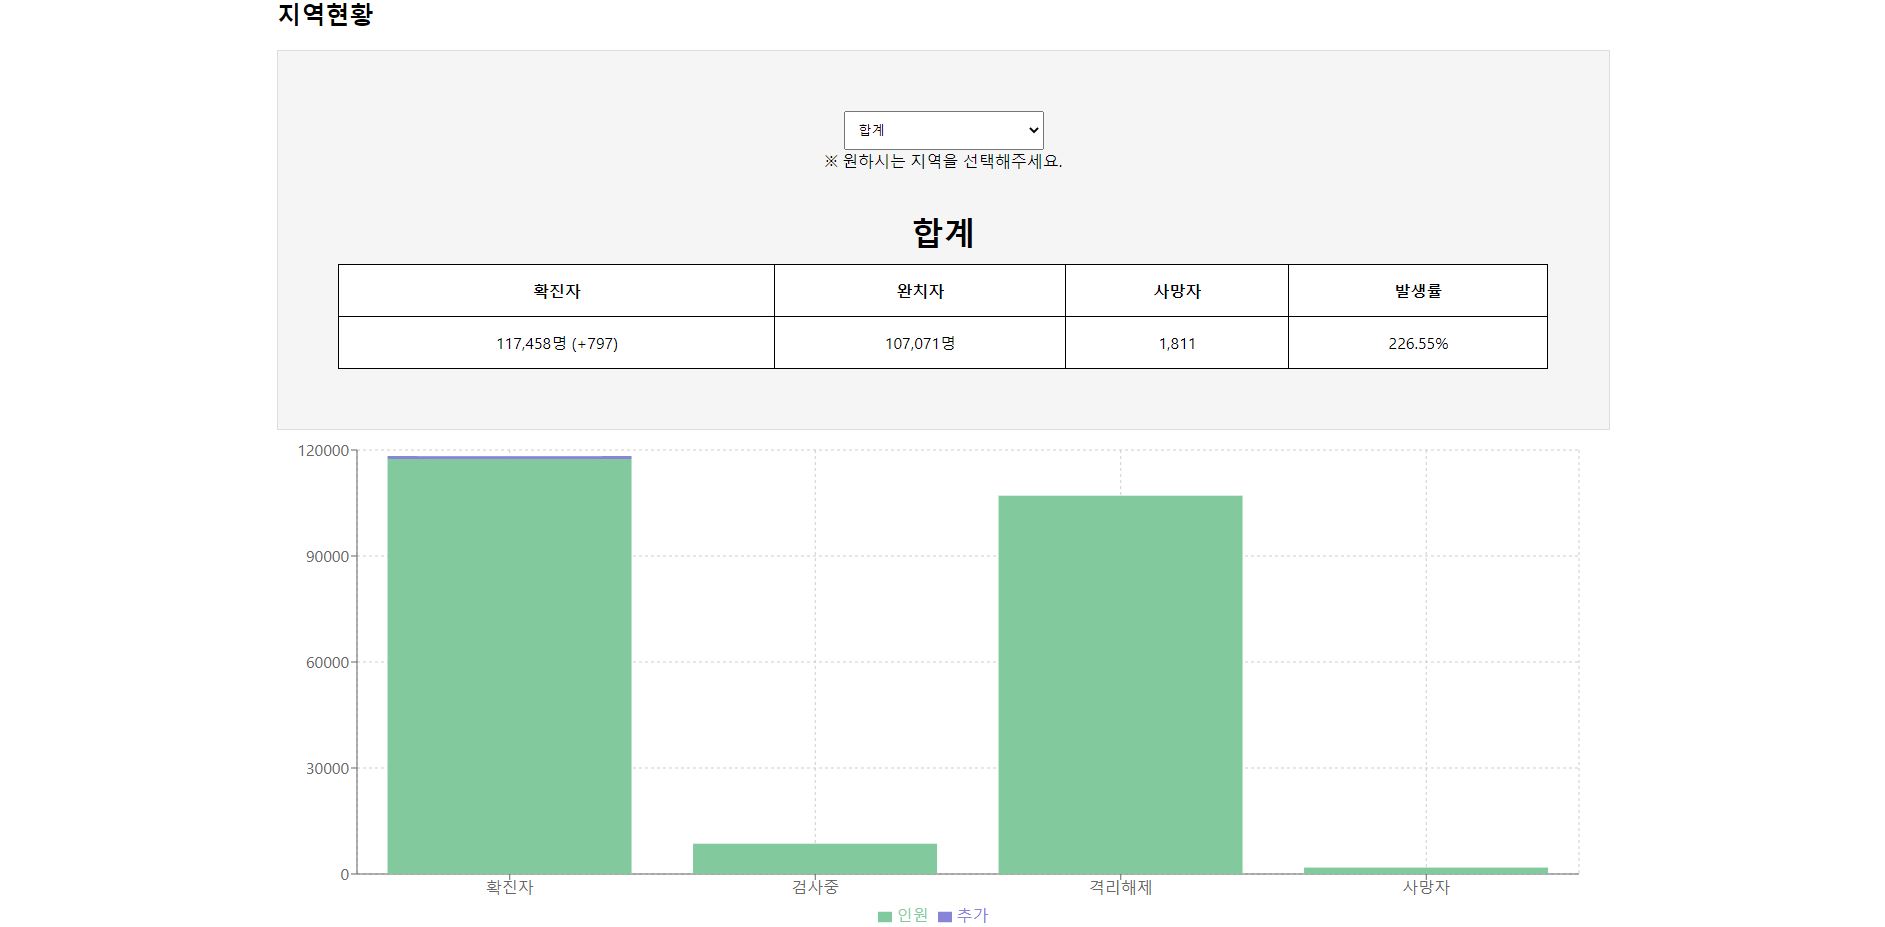 지역현황
합계
※ 원하시는 지역을 선택해주세요.
합계
확진자 완치자 사망자 발생률
117,458명 (+797) 107,071명 1,811 226.55%
120000
90000
60000
30000
0
확진자 검사중 격리해제 사망자
인원 추가